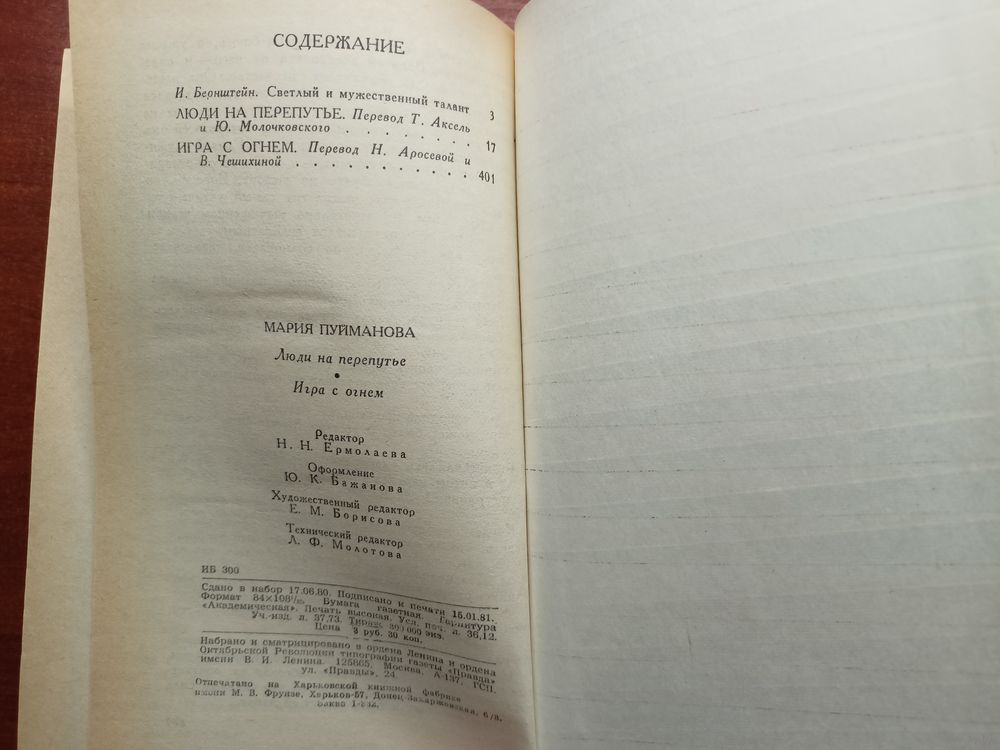 СОДЕРЖАНИЕ
И. Бернштейн. Светлый и мужественный талант 3
ЛЮДИ НА ПЕРЕПУТЬЕ. Перевод Т. Аксель
и Ю. Молочковского . . . . . . . . 17
ИГРА С ОГНЕМ. Перевод Н. Аросевой и
В. Чешихиной . . . . . . . . . . . 401
МАРИЯ ПУЙМАНОВА
Люди на перепутье
•
Игра с огнем
Редактор
Н. Н. Ермолаева
Оформление
Ю. К. Бажанова
Художественный редактор
Е. М. Борисова
Технический редактор
Л. Ф. Молотова
ИБ 300
Сдано в набор 17.06.80. Подписано к печати 15.01.81.
Формат 84×108¹/₃₂. Бумага газетная. Гарнитура
«Академическая». Печать высокая. Усл. печ. л. 36,12.
Уч.-изд. л. 37,73. Тираж 300 000 экз.
Цена 3 руб. 30 коп.
Набрано и сматрицировано в ордена Ленина и ордена
Октябрьской Революции типографии газеты «Правда»
имени В. И. Ленина. 125865, Москва, А-137, ГСП,
ул. «Правды», 24
Отпечатано на Харьковской книжной фабрике
имени М. В. Фрунзе, Харьков-57, Донец-Захаржевская, 6/8.
Заказ